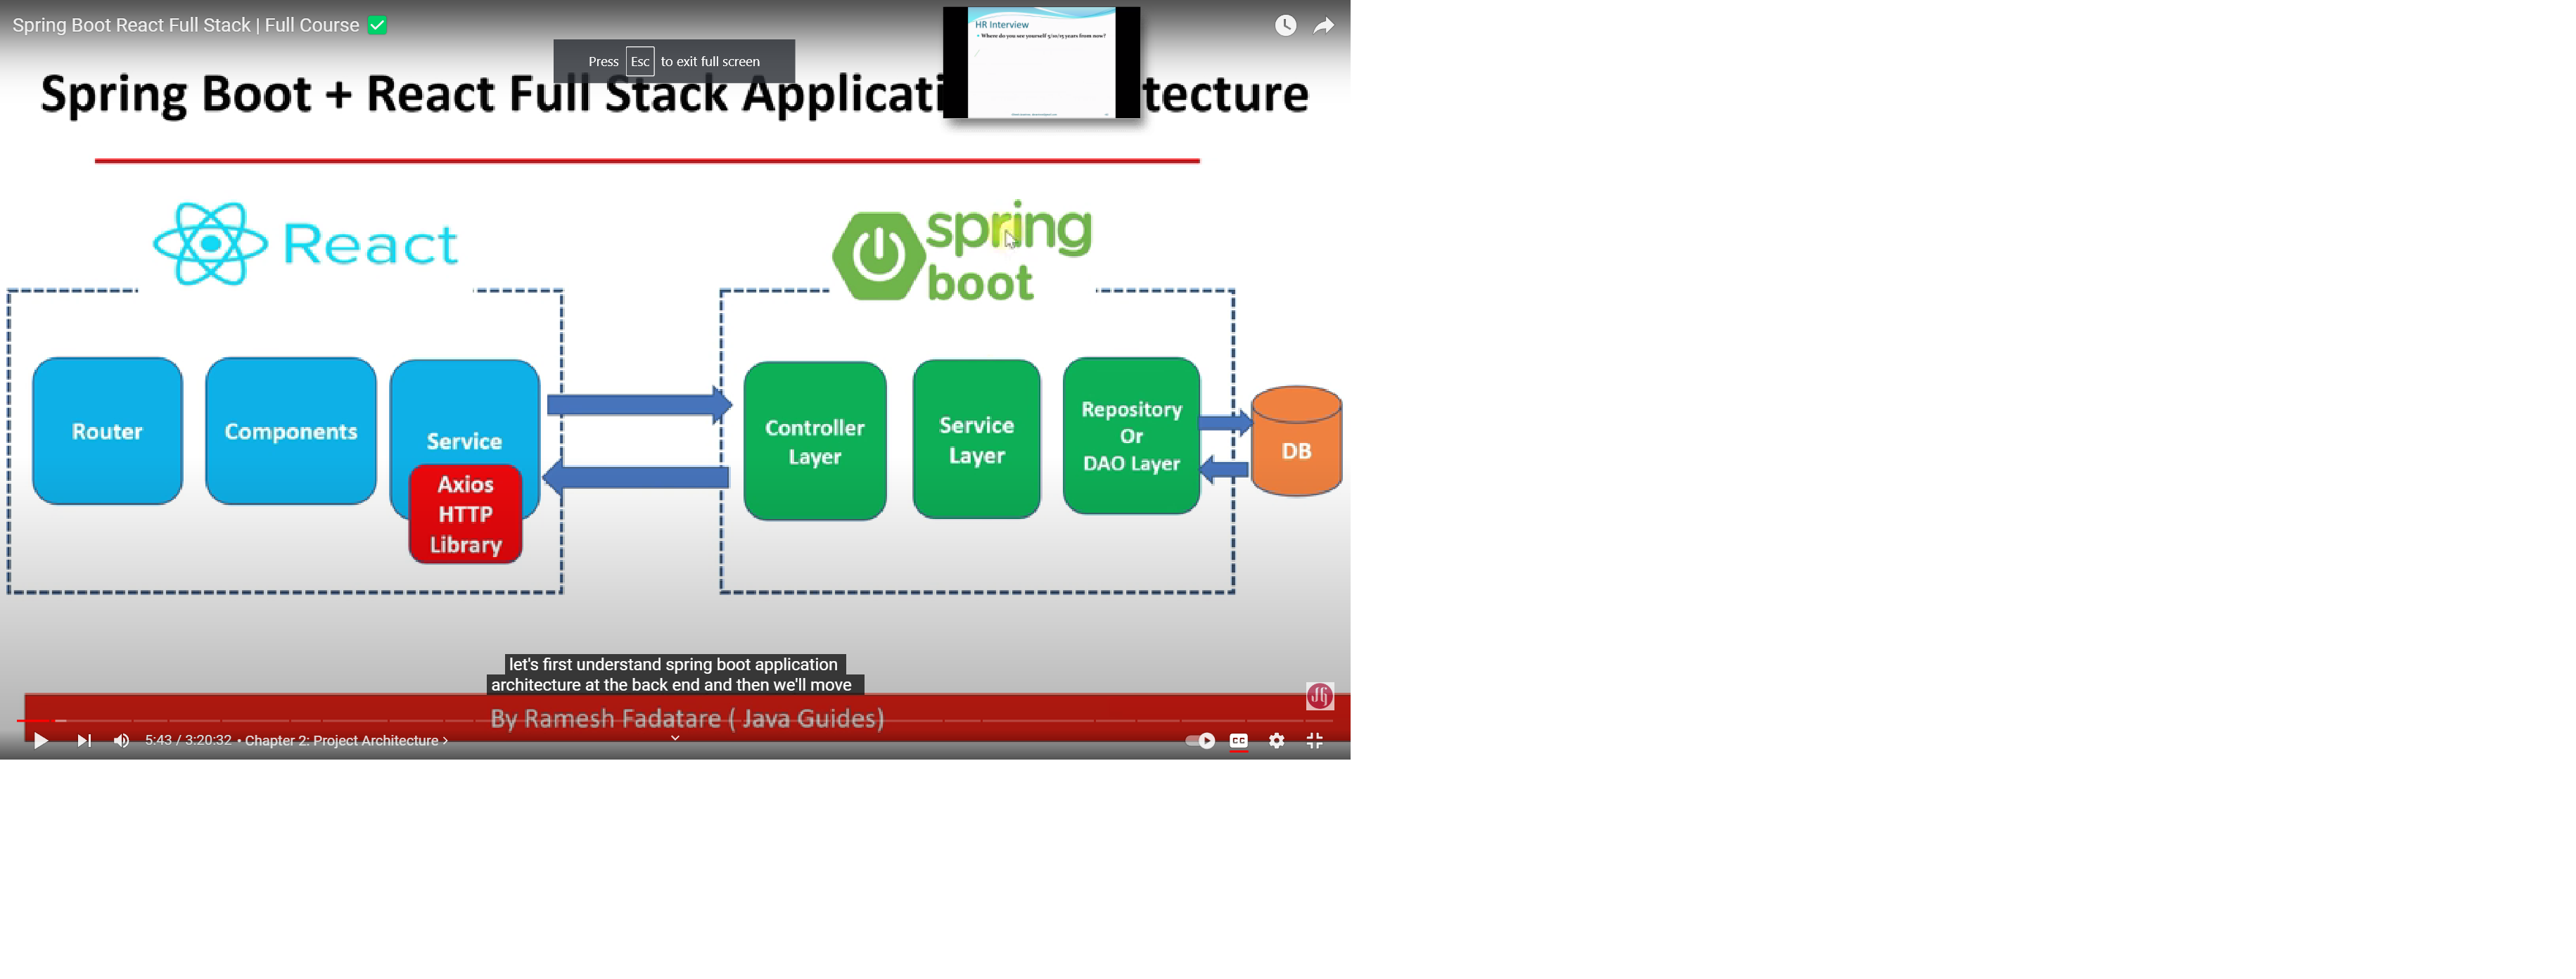 Spring Boot React Full Stack | Full Course ✅
HR Interview
• Where do you see yourself 5/10/15 years from now?
Press Esc to exit full screen
Spring Boot + React Full Stack Applicati tecture
React
spring
boot
Router
Components
Service
Axios
HTTP
Library
Controller
Layer
Service
Layer
Repository
Or
DAO Layer
DB
let's first understand spring boot application
architecture at the back end and then we'll move
By Ramesh Fadatare ( Java Guides)
5:43 / 3:20:32 • Chapter 2: Project Architecture ›
CC